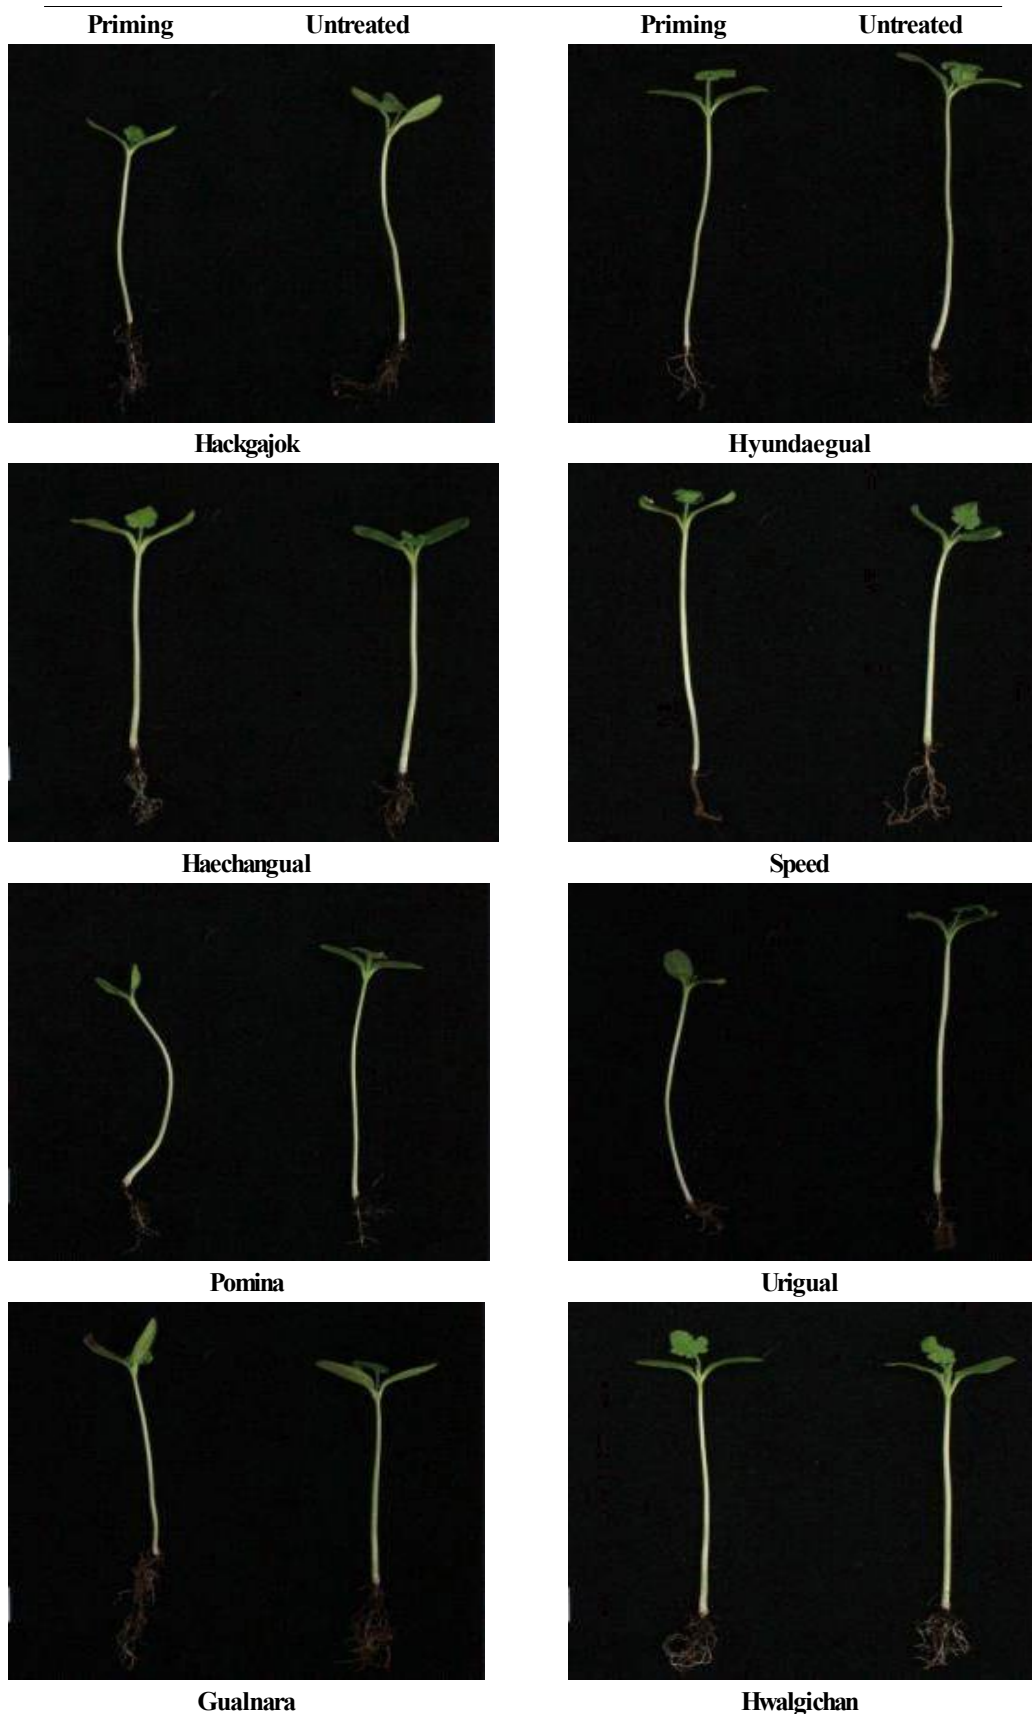 Priming Untreated Priming Untreated
Hackgajok Hyundaegual
Haechangual Speed
Pomina Urigual
Gualnara Hwalgichan